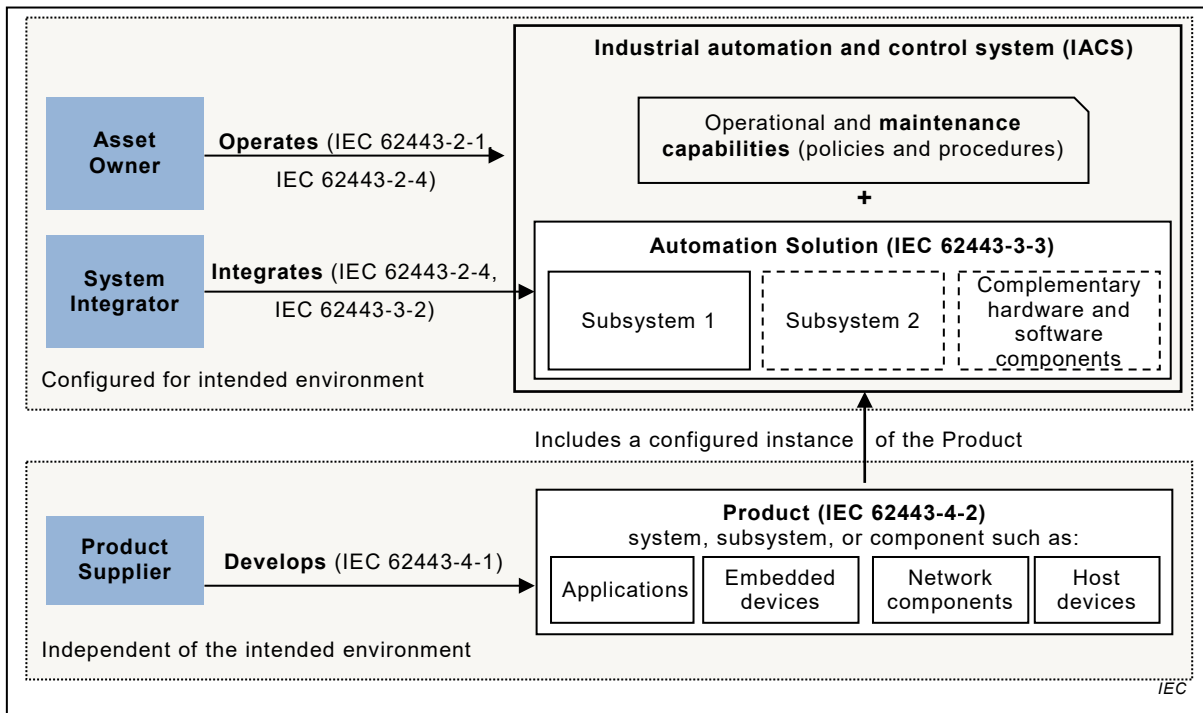 Industrial automation and control system (IACS)
Asset
Owner
Operates (IEC 62443-2-1,
IEC 62443-2-4)
Operational and maintenance
capabilities (policies and procedures)
+
System
Integrator
Integrates (IEC 62443-2-4,
IEC 62443-3-2)
Automation Solution (IEC 62443-3-3)
Subsystem 1
Subsystem 2
Complementary
hardware and
software
components
Configured for intended environment
Includes a configured instance of the Product
Product
Supplier
Develops (IEC 62443-4-1)
Product (IEC 62443-4-2)
system, subsystem, or component such as:
Applications
Embedded
devices
Network
components
Host
devices
Independent of the intended environment
IEC